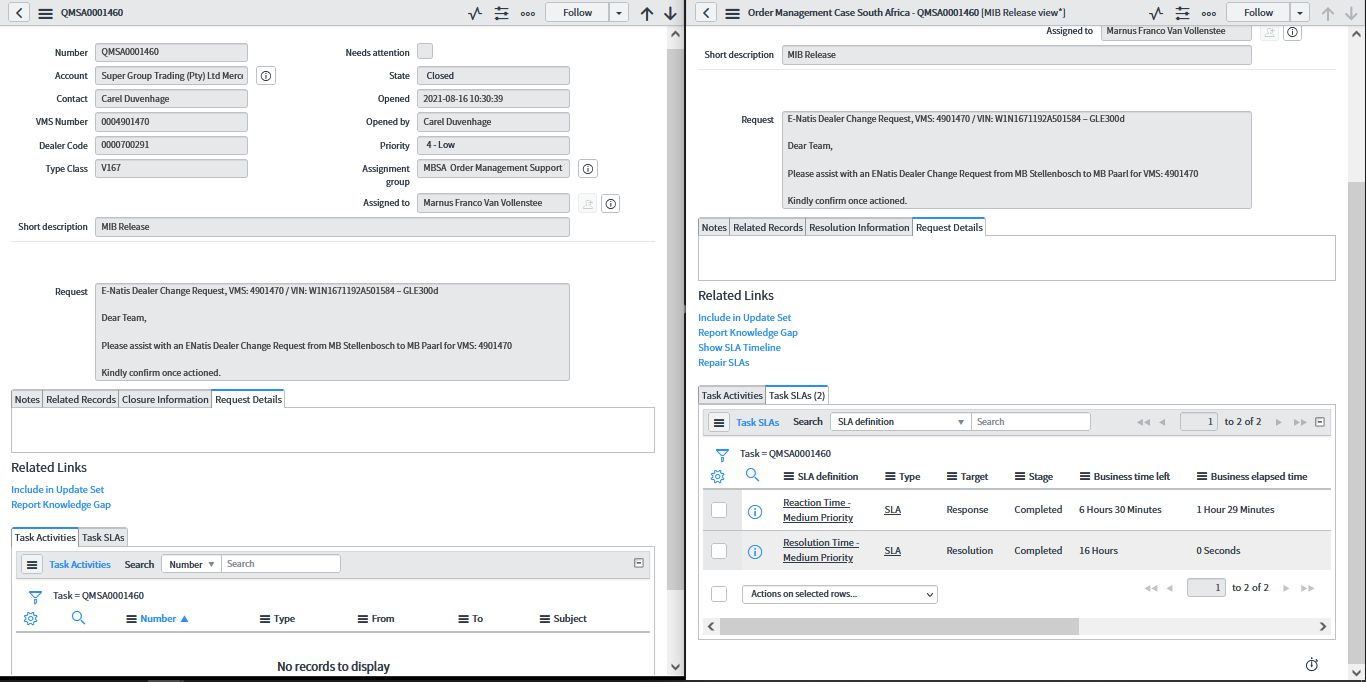 QMSA0001460
Follow
Number QMSA0001460
Needs attention
Account Super Group Trading (Pty) Ltd Merc
State Closed
Contact Carel Duvenhage
Opened 2021-08-16 10:30:39
VMS Number 0004901470
Opened by Carel Duvenhage
Dealer Code 0000700291
Priority 4 - Low
Type Class V167
Assignment group MBSA Order Management Support
Assigned to Marnus Franco Van Vollenstee
Short description MIB Release
Request
E-Natis Dealer Change Request, VMS: 4901470 / VIN: W1N1671192A501584 – GLE300d
Dear Team,
Please assist with an ENatis Dealer Change Request from MB Stellenbosch to MB Paarl for VMS: 4901470
Kindly confirm once actioned.
Notes Related Records Closure Information Request Details
Related Links
Include in Update Set
Report Knowledge Gap
Task Activities Task SLAs
Task Activities Search Number Search
Task = QMSA0001460
Number Type From To Subject
No records to display
Order Management Case South Africa - QMSA0001460 [MIB Release view*]
Follow
Assigned to Marnus Franco Van Vollenstee
Short description MIB Release
Request
E-Natis Dealer Change Request, VMS: 4901470 / VIN: W1N1671192A501584 – GLE300d
Dear Team,
Please assist with an ENatis Dealer Change Request from MB Stellenbosch to MB Paarl for VMS: 4901470
Kindly confirm once actioned.
Notes Related Records Resolution Information Request Details
Related Links
Include in Update Set
Report Knowledge Gap
Show SLA Timeline
Repair SLAs
Task Activities Task SLAs (2)
Task SLAs Search SLA definition Search 1 to 2 of 2
Task = QMSA0001460
SLA definition Type Target Stage Business time left Business elapsed time
Reaction Time -
Medium Priority SLA Response Completed 6 Hours 30 Minutes 1 Hour 29 Minutes
Resolution Time -
Medium Priority SLA Resolution Completed 16 Hours 0 Seconds
Actions on selected rows... 1 to 2 of 2